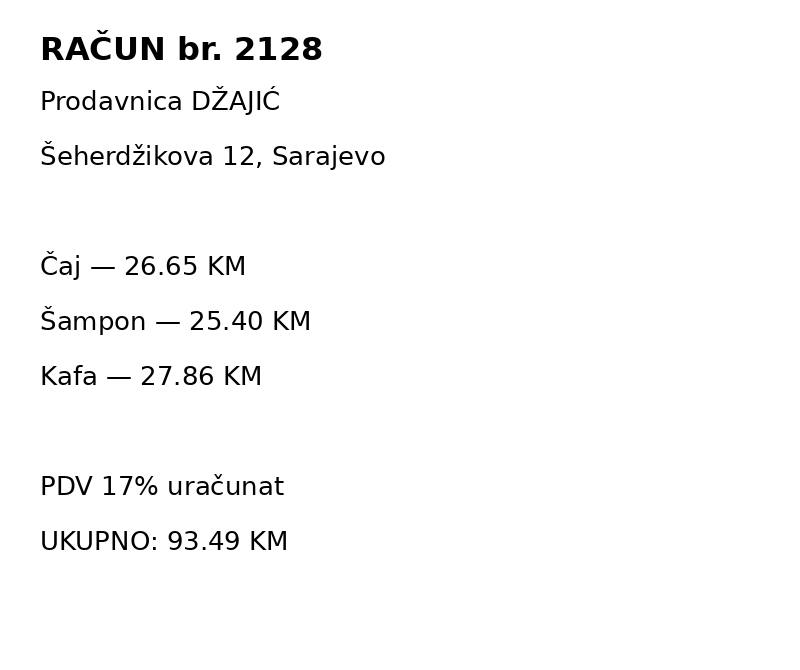 RAČUN br. 2128
Prodavnica DŽAJIĆ
Šeherdžikova 12, Sarajevo
Čaj — 26.65 KM
Šampon — 25.40 KM
Kafa — 27.86 KM
PDV 17% uračunat
UKUPNO: 93.49 KM